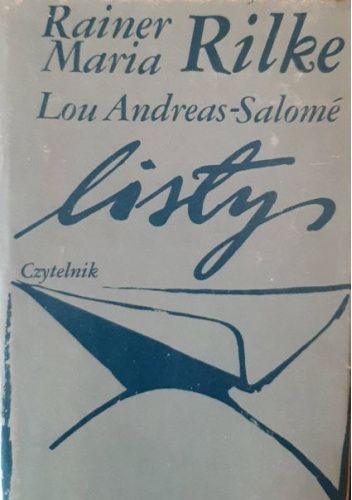 Rainer
Maria Rilke
Lou Andreas-Salomé
listy
Czytelnik